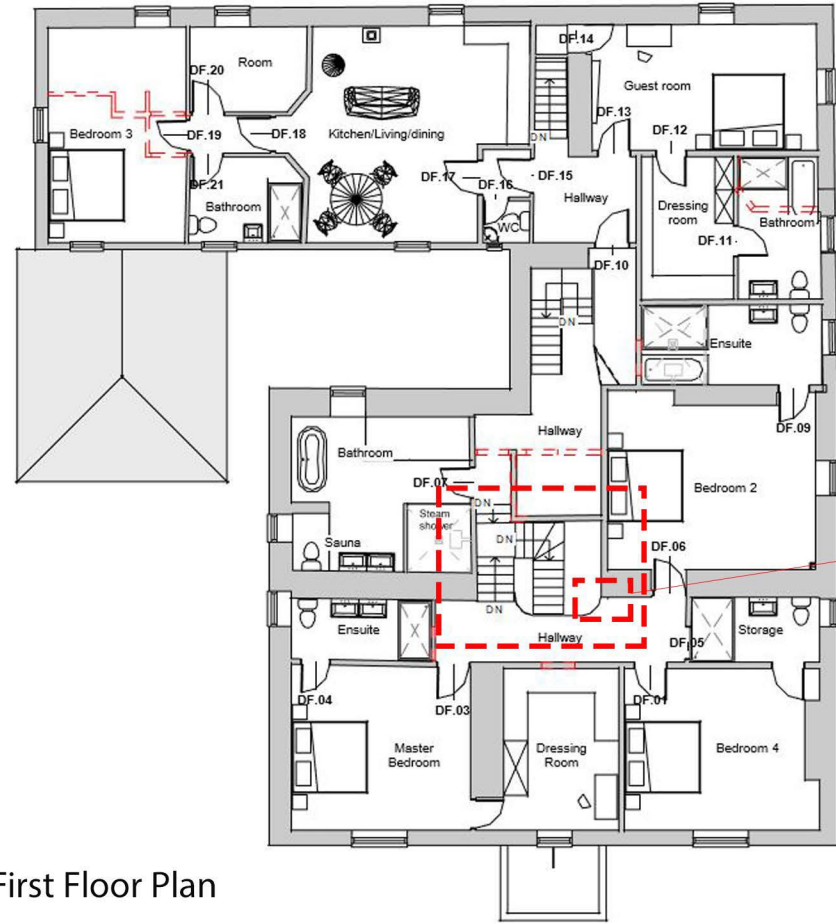 DF.14
DF.20
Room
Guest room
DF.13
DF.12
Bedroom 3
DF.19
DF.18
Kitchen/Living/dining
DN
DF.17
DF.15
DF.16
DF.21
Bathroom
Hallway
Dressing
room
WC
Bathroom
DF.11
DF.10
DN
Ensuite
DF.09
Hallway
Bathroom
DF.07
Bedroom 2
DN
Steam
shower
Sauna
DN
DF.06
DN
Ensuite
Hallway
DF.05
Storage
DF.04
DF.03
DF.01
Master
Bedroom
Dressing
Room
Bedroom 4
First Floor Plan